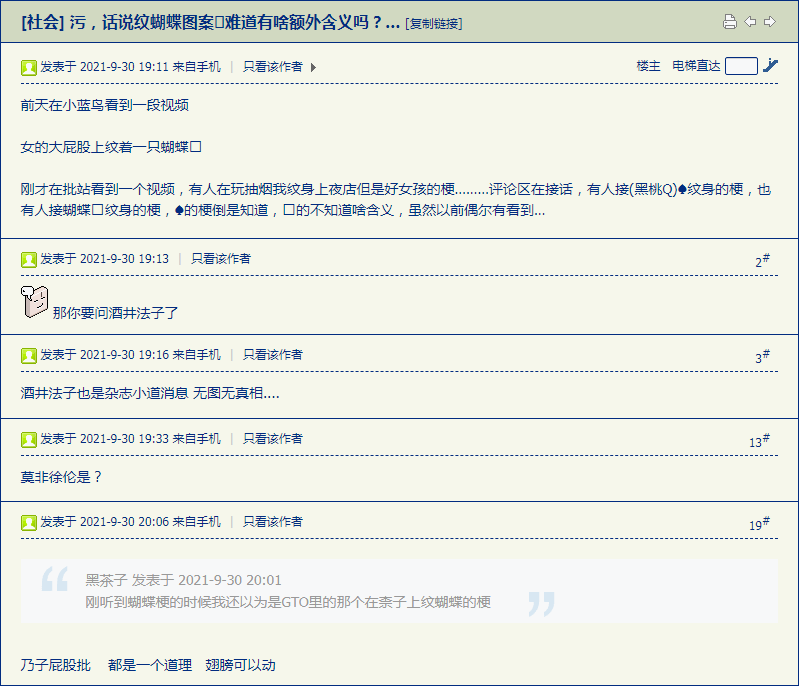 [社会] 污，话说纹蝴蝶图案□难道有啥额外含义吗？... [复制链接]
发表于 2021-9-30 19:11 来自手机 | 只看该作者 楼主 电梯直达
前天在小蓝鸟看到一段视频
女的大屁股上纹着一只蝴蝶□
刚才在批站看到一个视频，有人在玩抽烟我纹身上夜店但是好女孩的梗.........评论区在接话，有人接(黑桃Q)♠纹身的梗，也
有人接蝴蝶□纹身的梗，♠的梗倒是知道，□的不知道啥含义，虽然以前偶尔有看到...
发表于 2021-9-30 19:13 | 只看该作者 2#
那你要问酒井法子了
发表于 2021-9-30 19:16 来自手机 | 只看该作者 3#
酒井法子也是杂志小道消息 无图无真相....
发表于 2021-9-30 19:33 来自手机 | 只看该作者 13#
莫非徐伦是？
发表于 2021-9-30 20:06 来自手机 | 只看该作者 19#
黑茶子 发表于 2021-9-30 20:01
刚听到蝴蝶梗的时候我还以为是GTO里的那个在柰子上纹蝴蝶的梗
乃子屁股批 都是一个道理 翅膀可以动